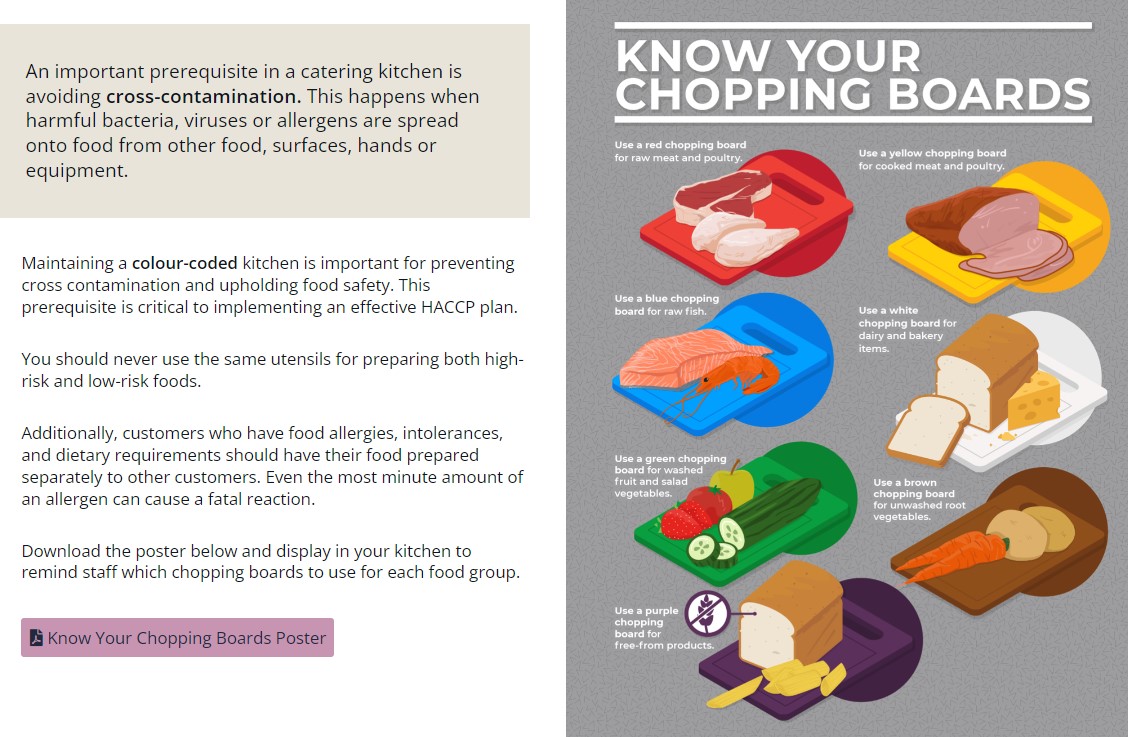 An important prerequisite in a catering kitchen is
avoiding cross-contamination. This happens when
harmful bacteria, viruses or allergens are spread
onto food from other food, surfaces, hands or
equipment.
Maintaining a colour-coded kitchen is important for preventing
cross contamination and upholding food safety. This
prerequisite is critical to implementing an effective HACCP plan.
You should never use the same utensils for preparing both high-
risk and low-risk foods.
Additionally, customers who have food allergies, intolerances,
and dietary requirements should have their food prepared
separately to other customers. Even the most minute amount of
an allergen can cause a fatal reaction.
Download the poster below and display in your kitchen to
remind staff which chopping boards to use for each food group.
Know Your Chopping Boards Poster
KNOW YOUR
CHOPPING BOARDS
Use a red chopping board
for raw meat and poultry.
Use a yellow chopping board
for cooked meat and poultry.
Use a blue chopping
board for raw fish.
Use a white
chopping board for
dairy and bakery
items.
Use a green chopping
board for washed
fruit and salad
vegetables.
Use a brown
chopping board
for unwashed root
vegetables.
Use a purple
chopping
board for
free-from products.